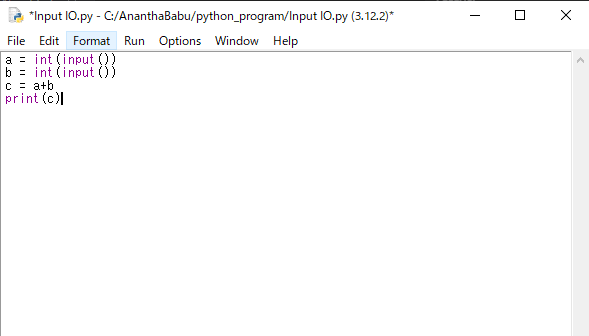 *Input IO.py - C:/AnanthaBabu/python_program/Input IO.py (3.12.2)*
File Edit Format Run Options Window Help
a = int(input())
b = int(input())
c = a+b
print(c)